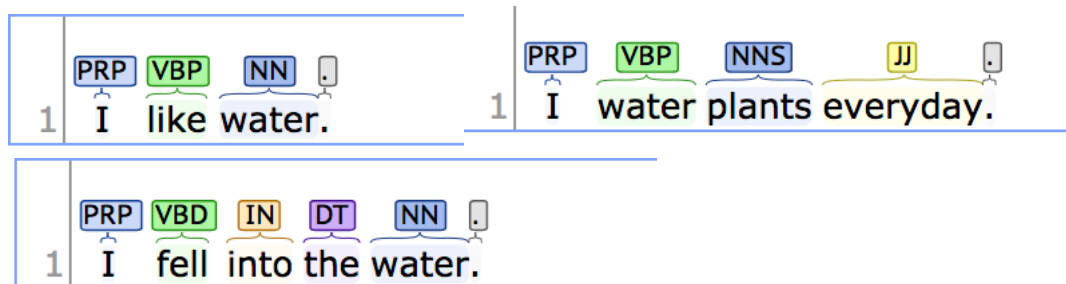 PRP VBP NN .
1 I like water.
PRP VBP NNS JJ .
1 I water plants everyday.
PRP VBD IN DT NN .
1 I fell into the water.